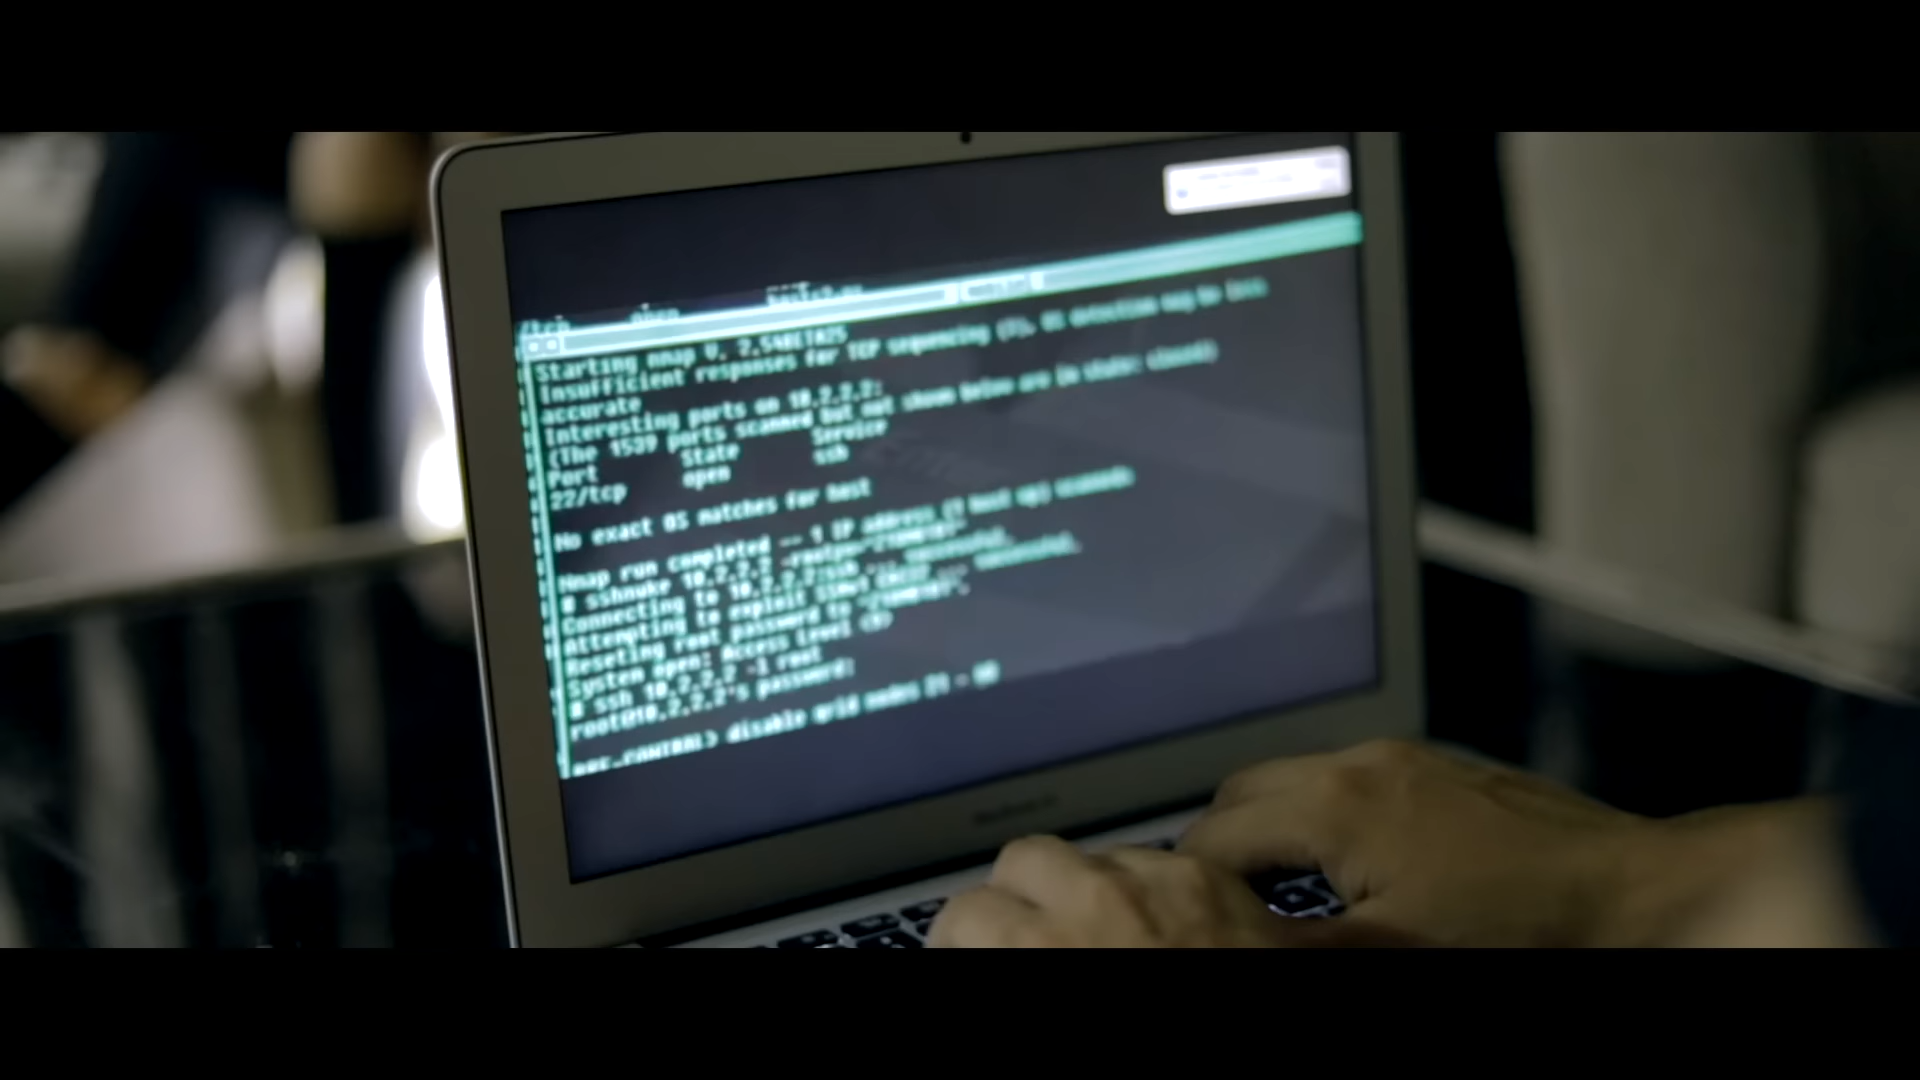 /tcp open
Starting nmap V. 2.54BETA25
Insufficient responses for TCP sequencing (3), OS detection may be less
accurate
Interesting ports on 10.2.2.2:
(The 1539 ports scanned but not shown below are in state: closed)
Port State Service
22/tcp open ssh
No exact OS matches for host
Nmap run completed -- 1 IP address (1 host up) scanned
# sshnuke 10.2.2.2 -rootpw="Z10N0101"
Connecting to 10.2.2.2:ssh ... successful.
Attempting to exploit SSHv1 CRC32 ... successful.
Reseting root password to "Z10N0101".
System open: Access Level <9>
# ssh 10.2.2.2 -l root
root@10.2.2.2's password:
disable grid nodes 21 - 48